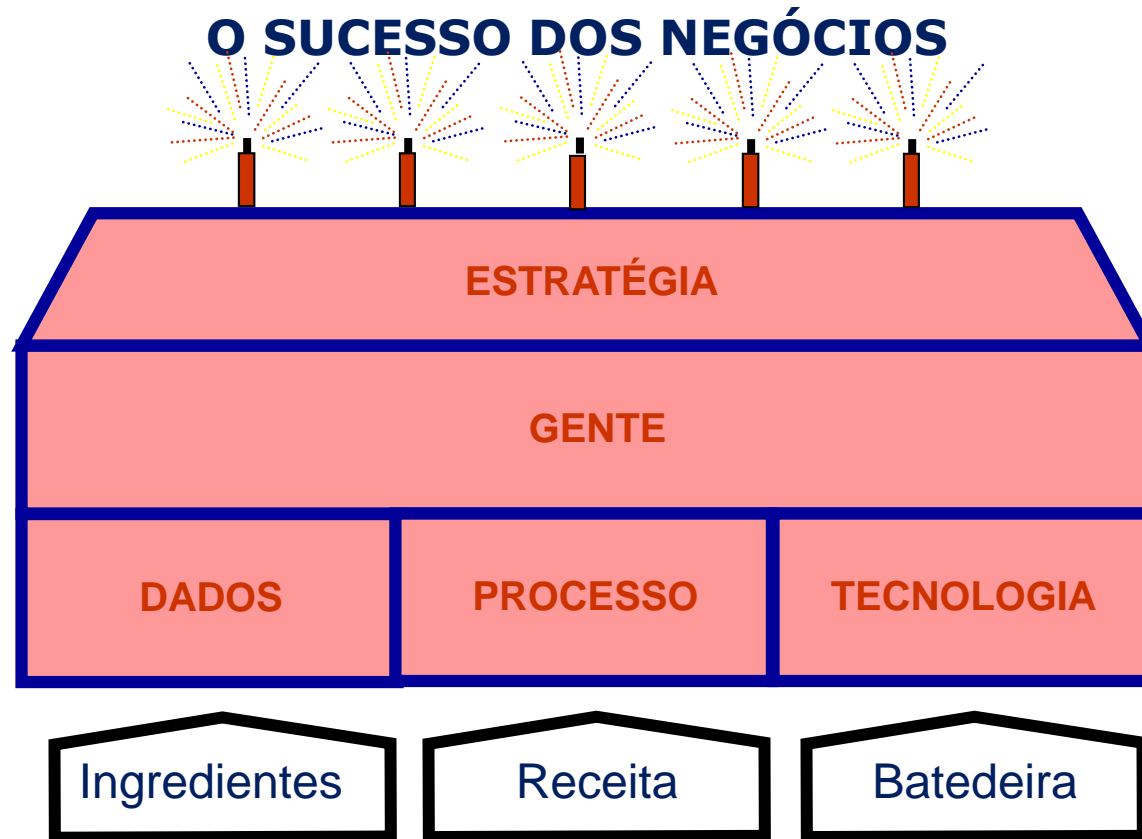 O SUCESSO DOS NEGÓCIOS
ESTRATÉGIA
GENTE
DADOS PROCESSO TECNOLOGIA
Ingredientes Receita Batedeira